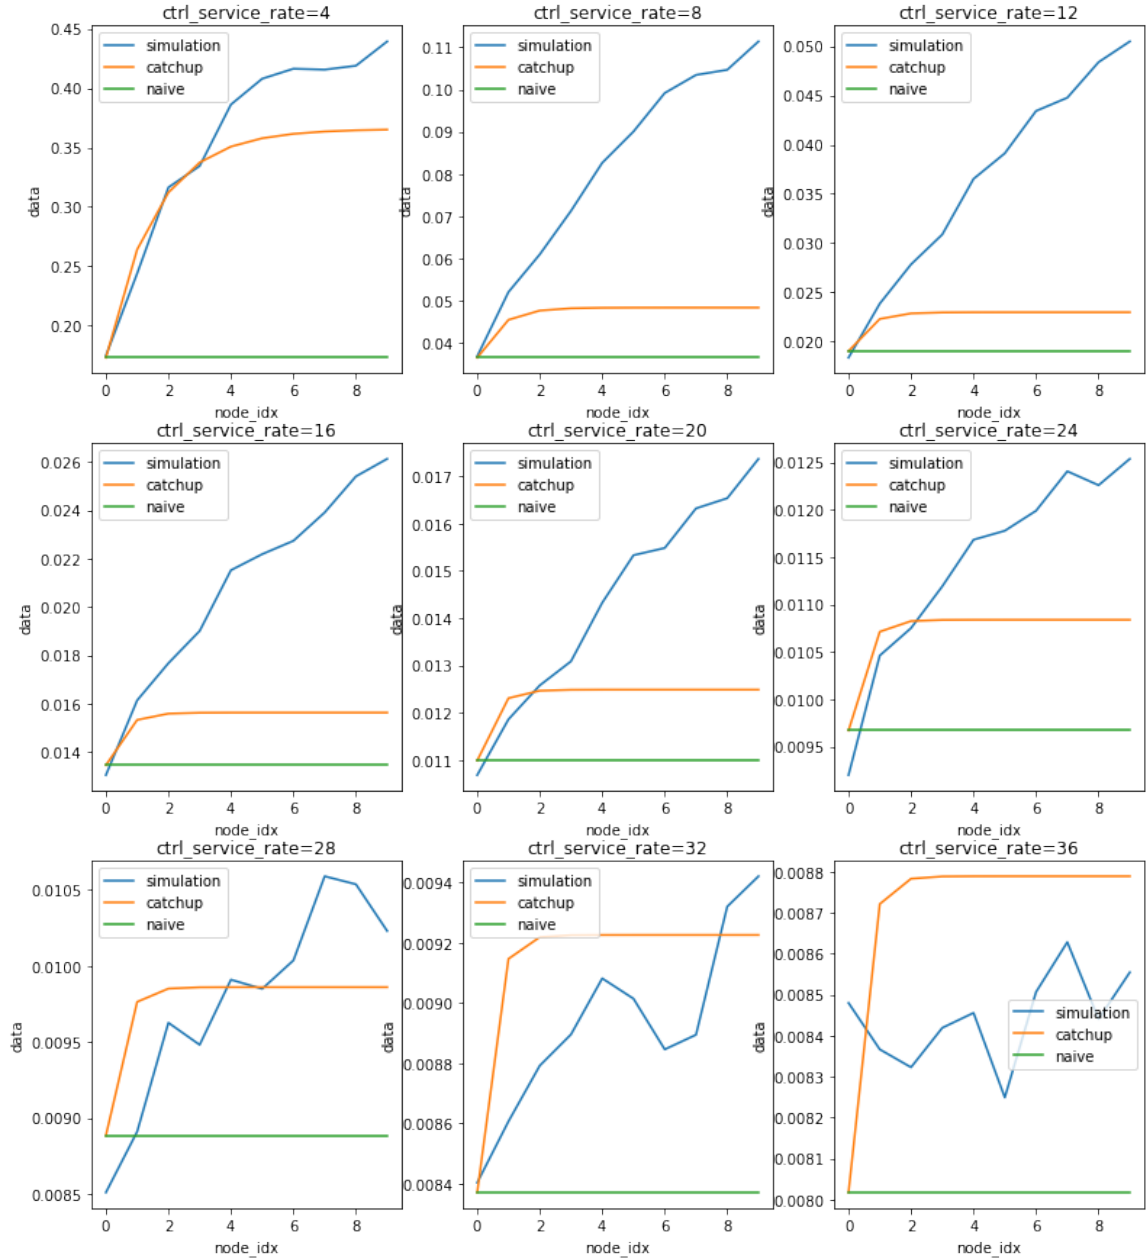 ctrl_service_rate=4
0.45
0.40
0.35
0.30
0.25
0.20
data
simulation
catchup
naive
0 2 4 6 8
node_idx
ctrl_service_rate=8
0.11
0.10
0.09
0.08
0.07
0.06
0.05
0.04
data
simulation
catchup
naive
0 2 4 6 8
node_idx
ctrl_service_rate=12
0.050
0.045
0.040
0.035
0.030
0.025
0.020
data
simulation
catchup
naive
0 2 4 6 8
node_idx
ctrl_service_rate=16
0.026
0.024
0.022
0.020
0.018
0.016
0.014
data
simulation
catchup
naive
0 2 4 6 8
node_idx
ctrl_service_rate=20
0.017
0.016
0.015
0.014
0.013
0.012
0.011
data
simulation
catchup
naive
0 2 4 6 8
node_idx
ctrl_service_rate=24
0.0125
0.0120
0.0115
0.0110
0.0105
0.0100
0.0095
data
simulation
catchup
naive
0 2 4 6 8
node_idx
ctrl_service_rate=28
0.0105
0.0100
0.0095
0.0090
0.0085
data
simulation
catchup
naive
0 2 4 6 8
node_idx
ctrl_service_rate=32
0.0094
0.0092
0.0090
0.0088
0.0086
0.0084
data
simulation
catchup
naive
0 2 4 6 8
node_idx
ctrl_service_rate=36
0.0088
0.0087
0.0086
0.0085
0.0084
0.0083
0.0082
0.0081
0.0080
data
simulation
catchup
naive
0 2 4 6 8
node_idx